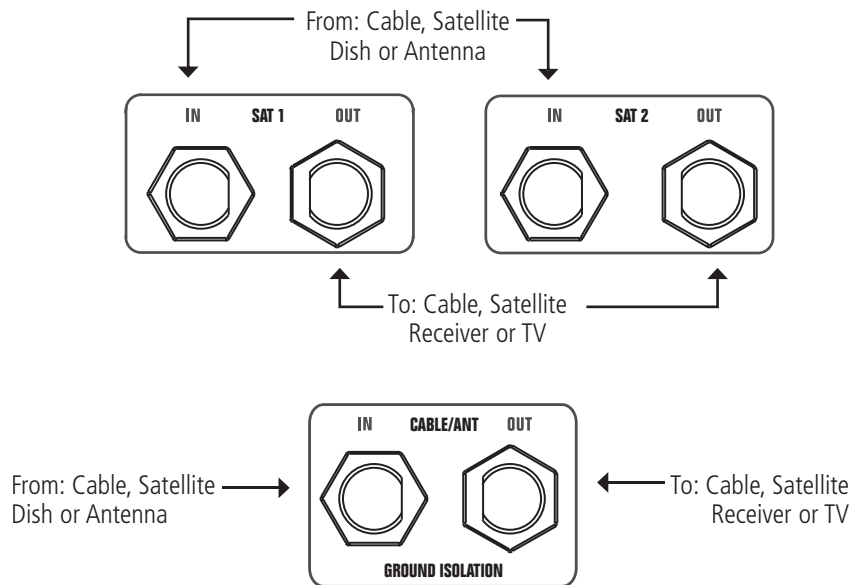 From: Cable, Satellite
Dish or Antenna
IN SAT 1 OUT
IN SAT 2 OUT
To: Cable, Satellite
Receiver or TV
IN CABLE/ANT OUT
From: Cable, Satellite
Dish or Antenna
To: Cable, Satellite
Receiver or TV
GROUND ISOLATION